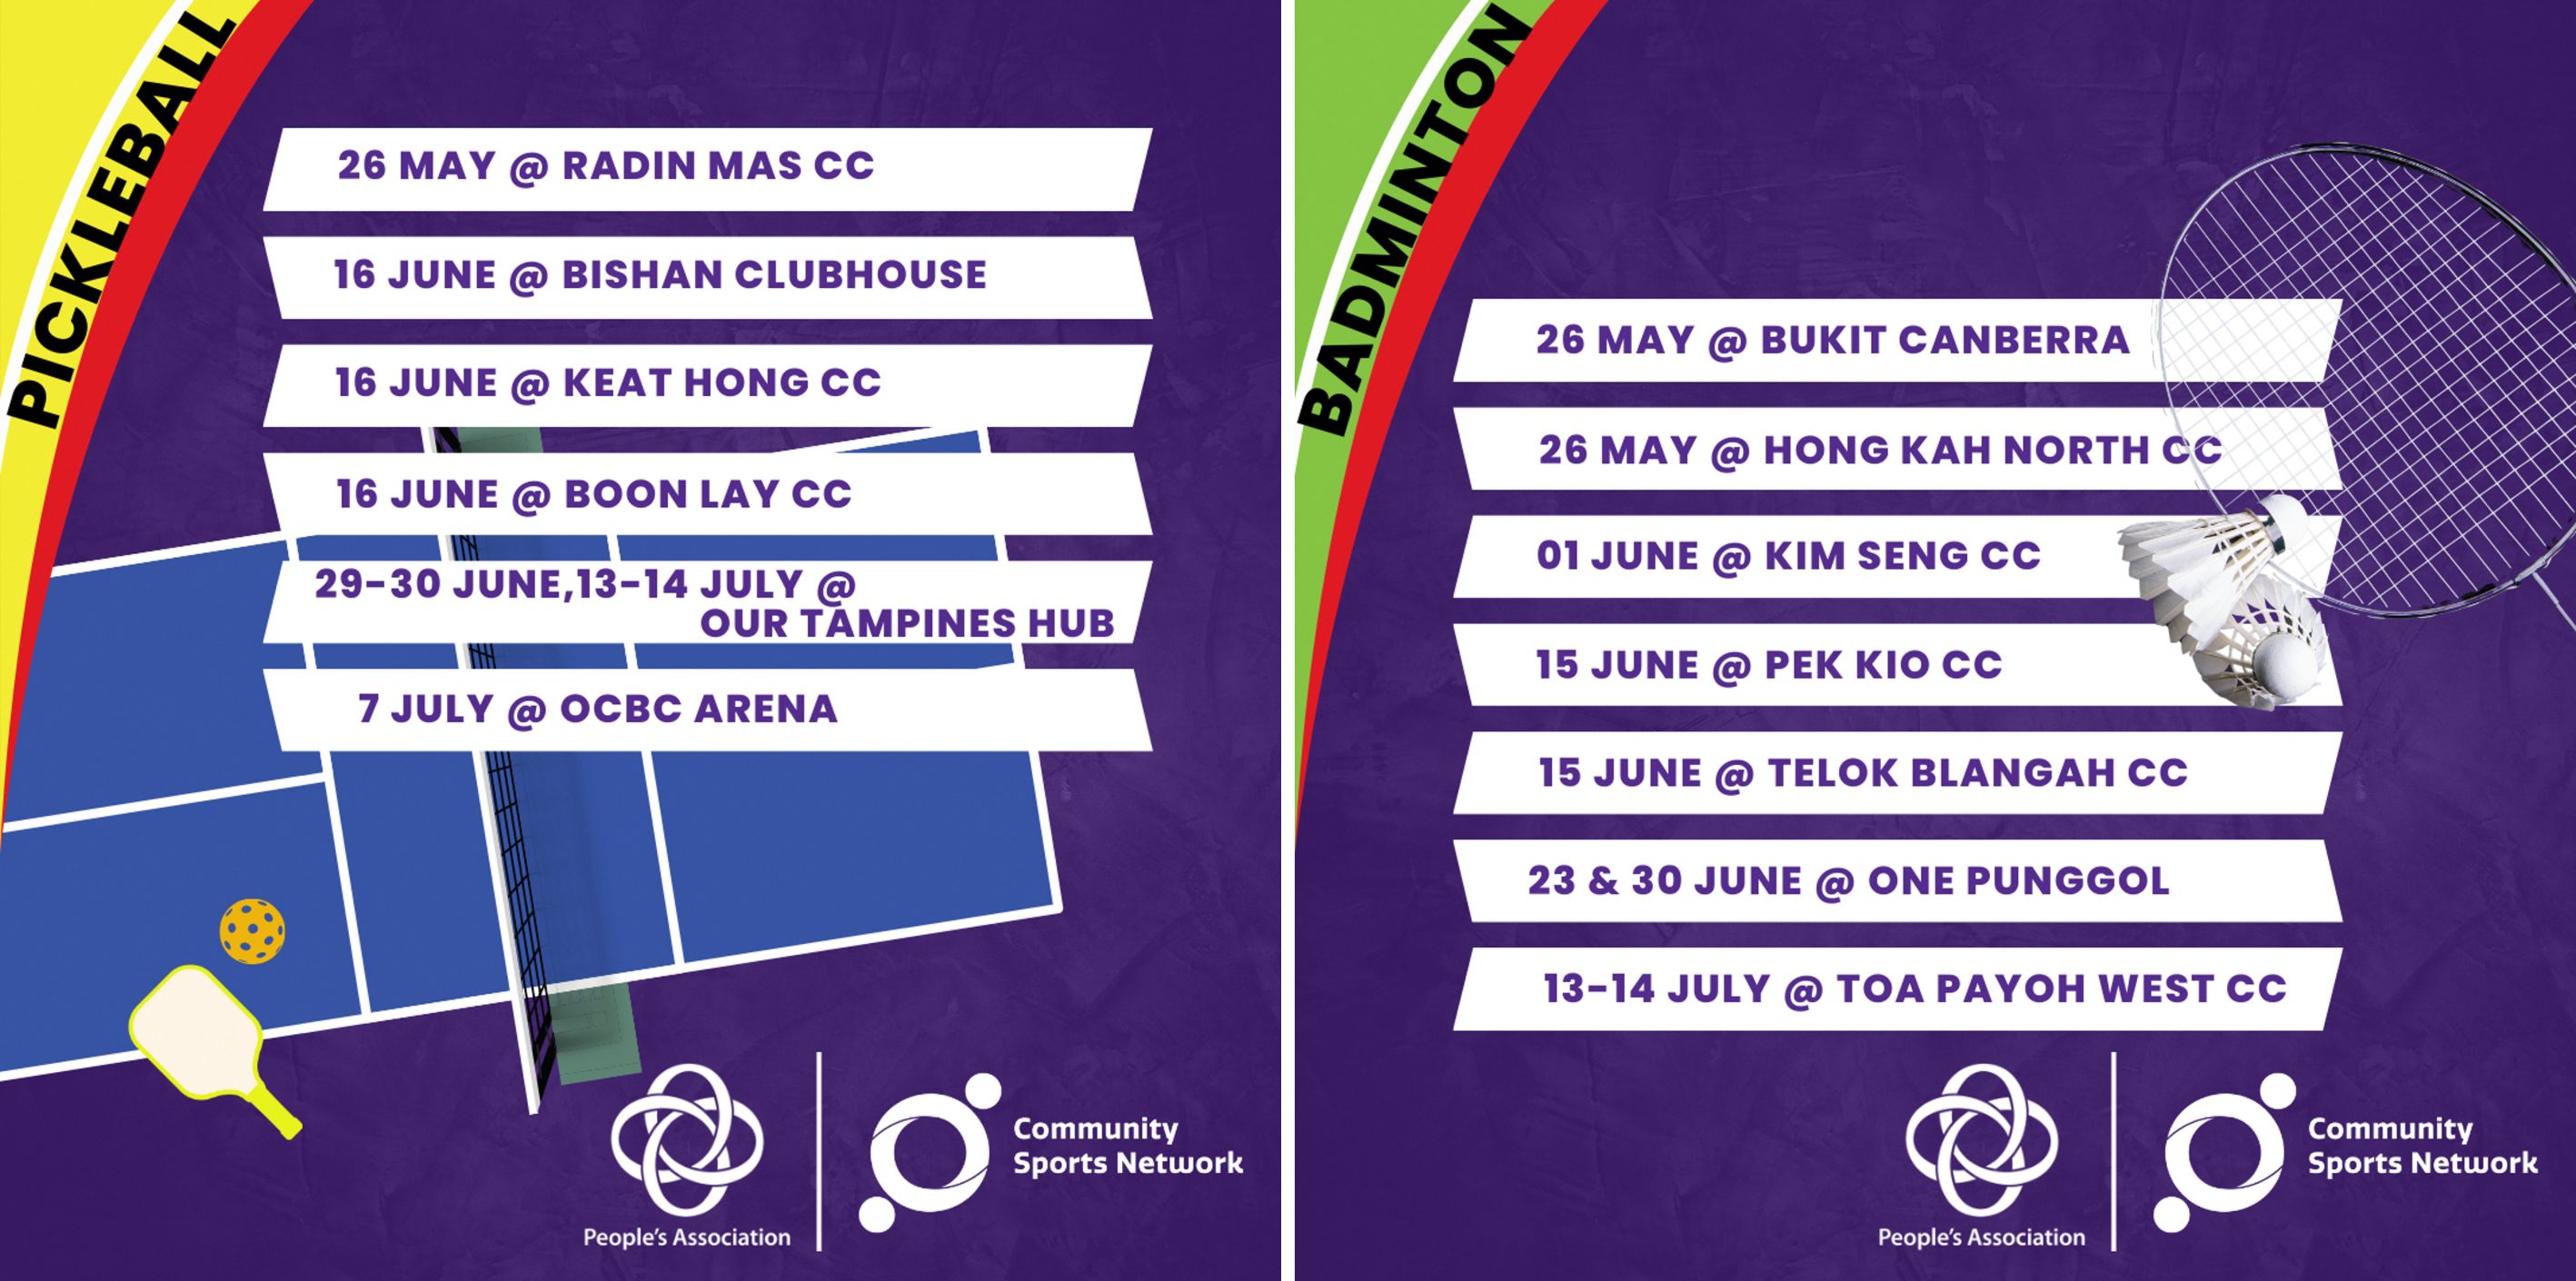 PICKLEBALL
26 MAY @ RADIN MAS CC
16 JUNE @ BISHAN CLUBHOUSE
16 JUNE @ KEAT HONG CC
16 JUNE @ BOON LAY CC
29-30 JUNE,13-14 JULY @
OUR TAMPINES HUB
7 JULY @ OCBC ARENA
People's Association
Community
Sports Network
BADMINTON
26 MAY @ BUKIT CANBERRA
26 MAY @ HONG KAH NORTH CC
01 JUNE @ KIM SENG CC
15 JUNE @ PEK KIO CC
15 JUNE @ TELOK BLANGAH CC
23 & 30 JUNE @ ONE PUNGGOL
13-14 JULY @ TOA PAYOH WEST CC
People's Association
Community
Sports Network